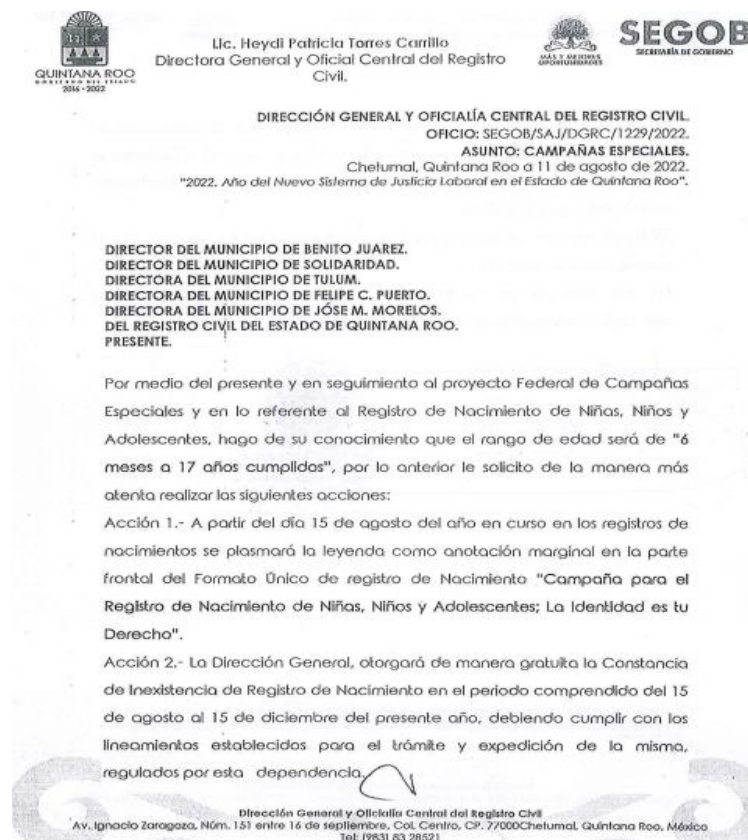 QUINTANA ROO
GOBIERNO DEL ESTADO
2016 - 2022
Lic. Heydi Patricia Torres Carrillo
Directora General y Oficial Central del Registro
Civil.
MÁS Y MEJORES
OPORTUNIDADES
SEGOB
SECRETARÍA DE GOBIERNO
DIRECCIÓN GENERAL Y OFICIALÍA CENTRAL DEL REGISTRO CIVIL.
OFICIO: SEGOB/SAJ/DGRC/1229/2022.
ASUNTO: CAMPAÑAS ESPECIALES.
Chetumal, Quintana Roo a 11 de agosto de 2022.
"2022. Año del Nuevo Sistema de Justicia Laboral en el Estado de Quintana Roo".
DIRECTOR DEL MUNICIPIO DE BENITO JUAREZ.
DIRECTOR DEL MUNICIPIO DE SOLIDARIDAD.
DIRECTORA DEL MUNICIPIO DE TULUM.
DIRECTORA DEL MUNICIPIO DE FELIPE C. PUERTO.
DIRECTORA DEL MUNICIPIO DE JÓSE M. MORELOS.
DEL REGISTRO CIVIL DEL ESTADO DE QUINTANA ROO.
PRESENTE.
Por medio del presente y en seguimiento al proyecto Federal de Campañas
Especiales y en lo referente al Registro de Nacimiento de Niñas, Niños y
Adolescentes, hago de su conocimiento que el rango de edad será de "6
meses a 17 años cumplidos", por lo anterior le solicito de la manera más
atenta realizar las siguientes acciones:
Acción 1.- A partir del día 15 de agosto del año en curso en los registros de
nacimientos se plasmará la leyenda como anotación marginal en la parte
frontal del Formato Único de registro de Nacimiento "Campaña para el
Registro de Nacimiento de Niñas, Niños y Adolescentes; La Identidad es tu
Derecho".
Acción 2.- La Dirección General, otorgará de manera gratuita la Constancia
de Inexistencia de Registro de Nacimiento en el periodo comprendido del 15
de agosto al 15 de diciembre del presente año, debiendo cumplir con los
lineamientos establecidos para el trámite y expedición de la misma,
regulados por esta dependencia.
Dirección General y Oficialía Central del Registro Civil
Av. Ignacio Zaragoza, Núm. 151 entre 16 de septiembre, Col. Centro, CP. 77000Chetumal, Quintana Roo, México
Tel: (983) 83 28521